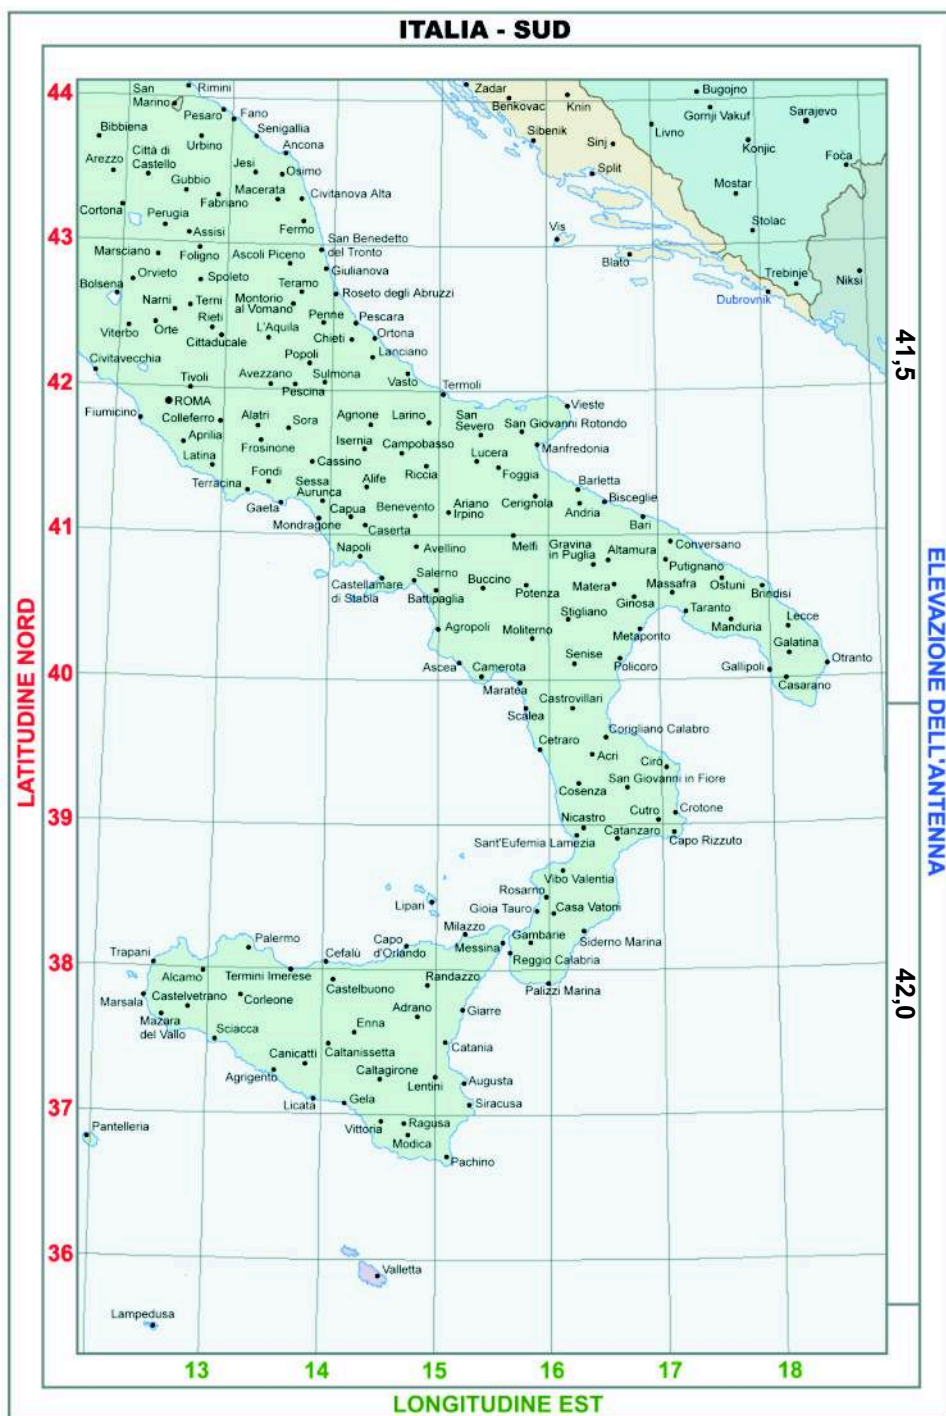 ITALIA - SUD
44
San
Marino
Rimini
Pesaro
Fano
Zadar
Benkovac
Knin
Bugojno
Gornji Vakuf
Sarajevo
Bibbiena
Urbino
Senigallia
Sibenik
Sinj
Livno
Konjic
Arezzo
Città di
Castello
Jesi
Ancona
Osimo
Split
Foča
Gubbio
Macerata
Fabriano
Civitanova Alta
Mostar
Cortona
Perugia
Assisi
Fermo
Vis
Stolac
43
Marsciano
Foligno
Ascoli Piceno
San Benedetto
del Tronto
Blato
Trebinje
Niksi
Bolsena
Orvieto
Spoleto
Teramo
Giulianova
Dubrovnik
Narni
Terni
Montorio
al Vomano
Roseto degli Abruzzi
Viterbo
Orte
Rieti
Cittaducale
L'Aquila
Penne
Chieti
Pescara
Ortona
41,5
Civitavecchia
Popoli
Lanciano
42
Tivoli
Avezzano
Pescina
Sulmona
Vasto
Termoli
Fiumicino
ROMA
Colleferro
Alatri
Sora
Agnone
Larino
San
Severo
Vieste
San Giovanni Rotondo
Aprilia
Frosinone
Isernia
Campobasso
Lucera
Manfredonia
Latina
Fondi
Cassino
Alife
Riccia
Foggia
Terracina
Gaeta
Sessa
Aurunca
Capua
Benevento
Ariano
Irpino
Cerignola
Barletta
Andria
Bisceglie
41
Mondragone
Caserta
Bari
Napoli
Avellino
Melfi
Gravina
in Puglia
Altamura
Conversano
Putignano
Castellamare
di Stabla
Salerno
Battipaglia
Buccino
Potenza
Matera
Massafra
Ginosa
Ostuni
Brindisi
Agropoli
Moliterno
Stigliano
Metaponto
Taranto
Manduria
Lecce
Galatina
40
Ascea
Camerota
Senise
Policoro
Gallipoli
Otranto
Casarano
Maratea
Scalea
Castrovillari
Cetraro
Corigliano Calabro
Acri
Ciro
Cosenza
San Giovanni in Fiore
39
Nicastro
Cutro
Crotone
Sant'Eufemia Lamezia
Catanzaro
Capo Rizzuto
Vibo Valentia
Lipari
Rosarno
Gioia Tauro
Casa Vatoni
Trapani
Palermo
Cefalù
Capo
d'Orlando
Milazzo
Messina
Gambarie
Siderno Marina
38
Alcamo
Termini Imerese
Castelbuono
Randazzo
Reggio Calabria
Palizzi Marina
Marsala
Castelvetrano
Corleone
Adrano
Giarre
42,0
Mazara
del Vallo
Sciacca
Enna
Canicatti
Caltanissetta
Catania
Agrigento
Caltagirone
Lentini
Augusta
37
Licata
Gela
Siracusa
Pantelleria
Vittoria
Ragusa
Modica
Pachino
36
Valletta
Lampedusa
13 14 15 16 17 18
LONGITUDINE EST
LATITUDINE NORD
ELEVAZIONE DELL'ANTENNA